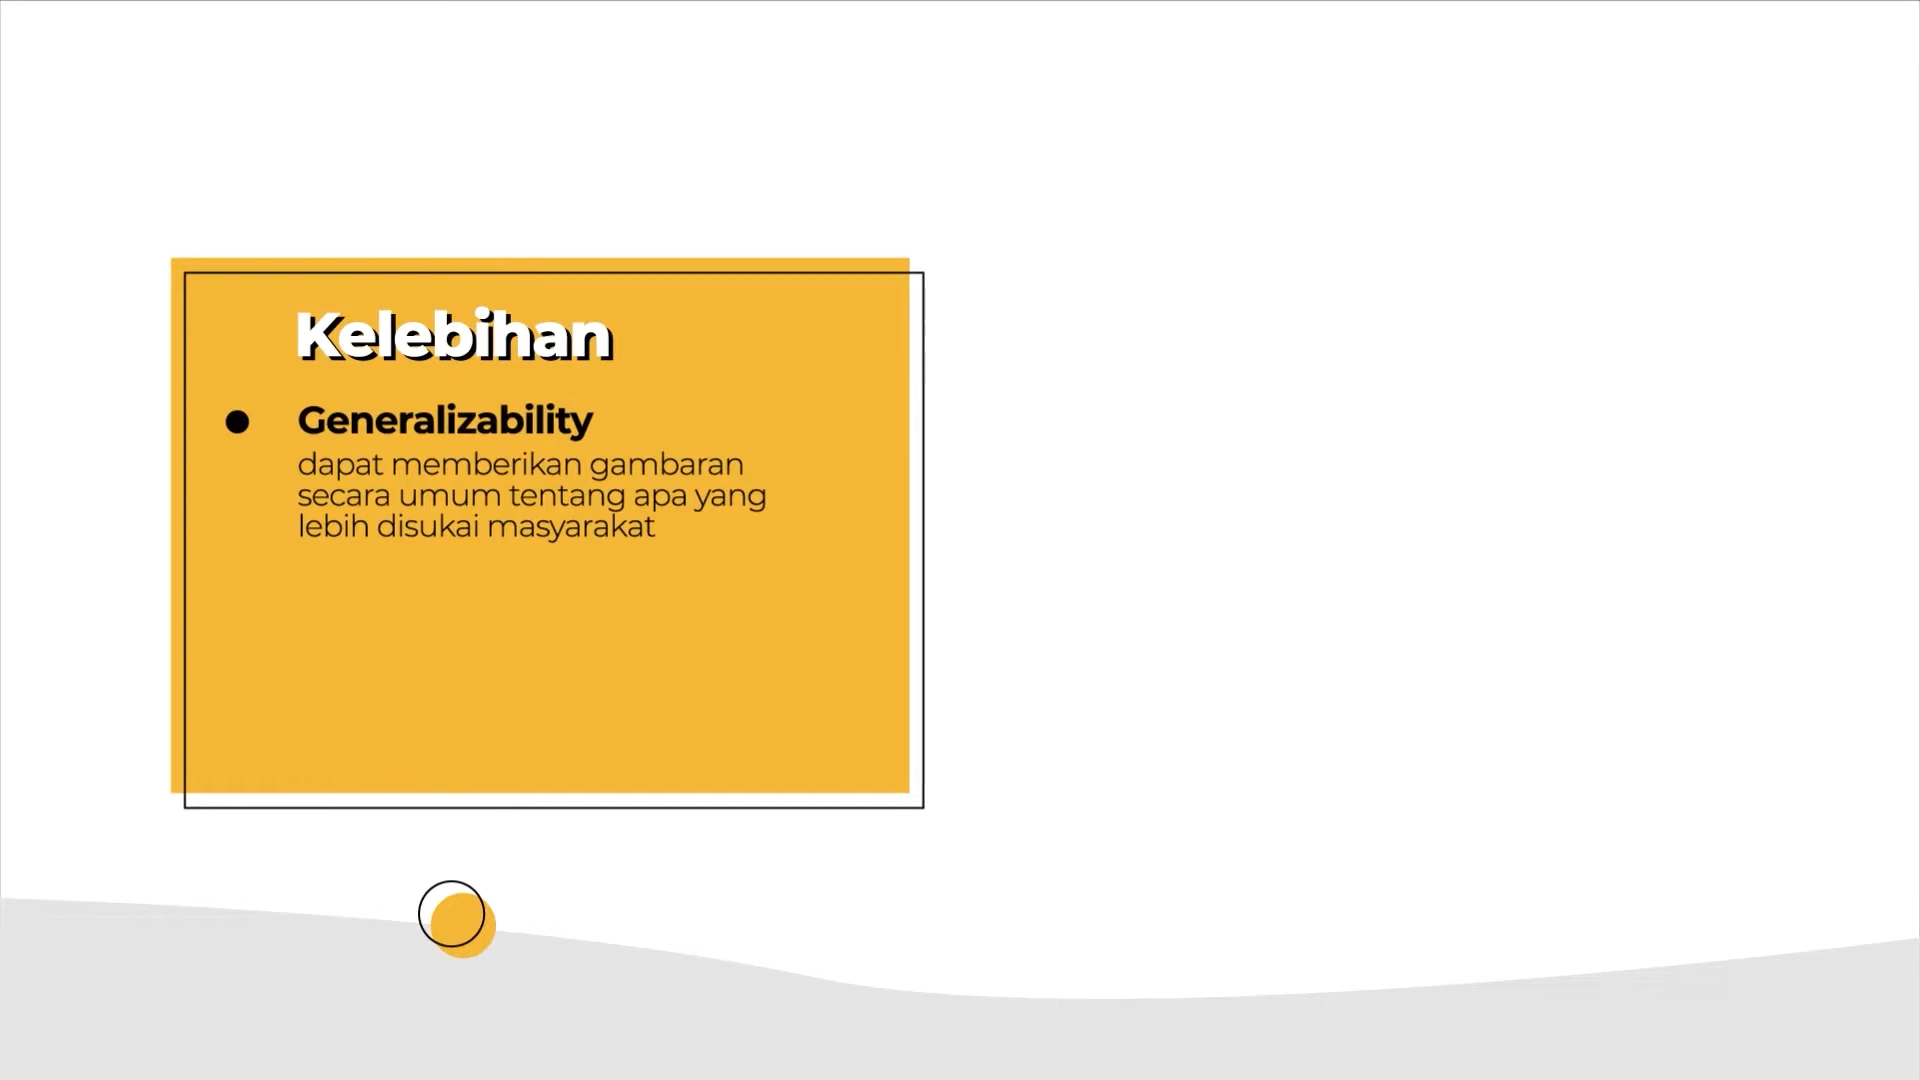 Kelebihan
Generalizability
dapat memberikan gambaran
secara umum tentang apa yang
lebih disukai masyarakat